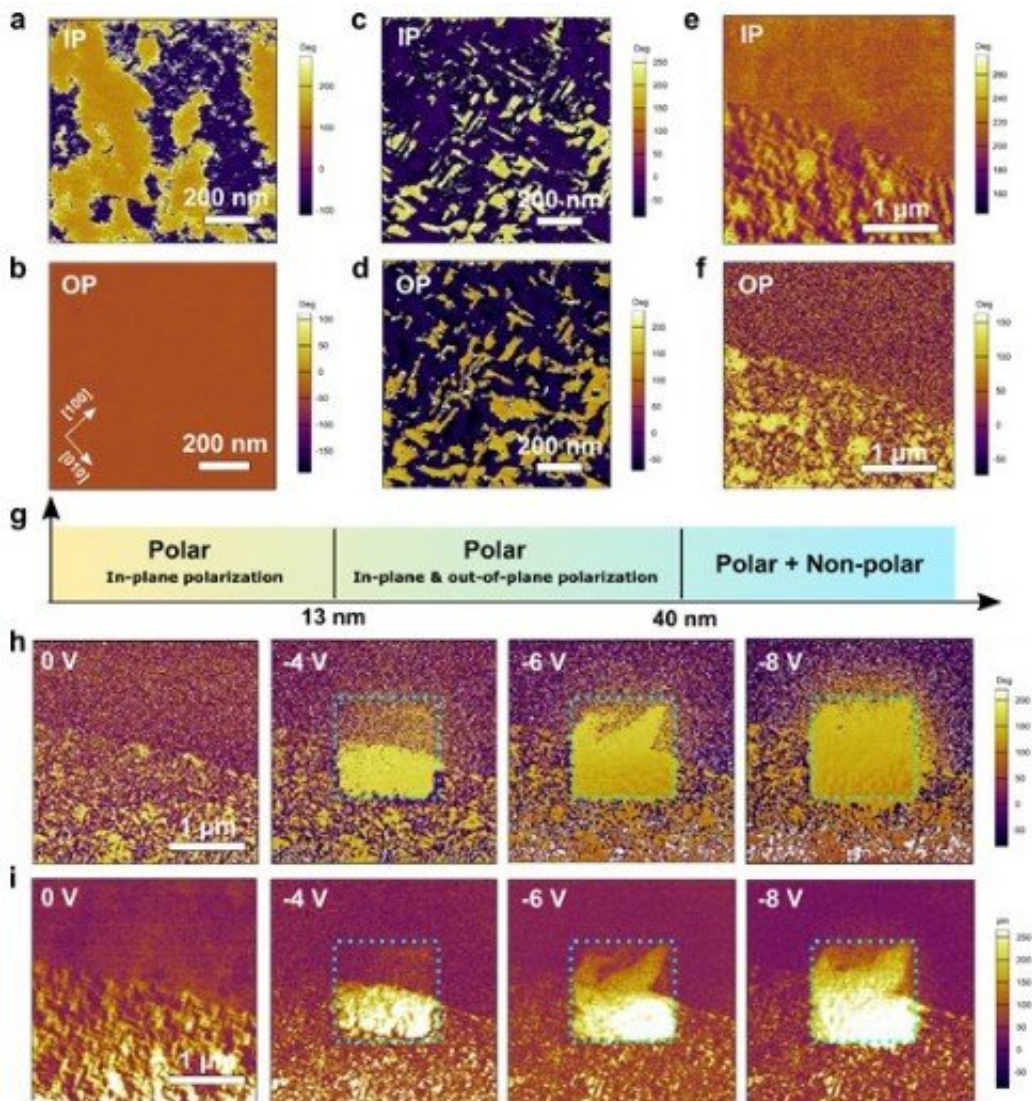 a
IP
Deg
200
100
0
-100
200 nm
c
IP
Deg
250
200
150
100
50
0
-50
200 nm
e
IP
Deg
260
240
220
200
180
160
1 μm
b
OP
Deg
100
50
0
-50
-100
-150
[100]
[010]
200 nm
d
OP
Deg
200
150
100
50
0
-50
200 nm
f
OP
Deg
150
100
50
0
-50
1 μm
g
Polar
In-plane polarization
Polar
In-plane & out-of-plane polarization
Polar + Non-polar
13 nm
40 nm
h
0 V
-4 V
-6 V
-8 V
1 μm
Deg
200
150
100
50
0
-50
i
0 V
-4 V
-6 V
-8 V
1 μm
pm
250
200
150
100
50
0
-50